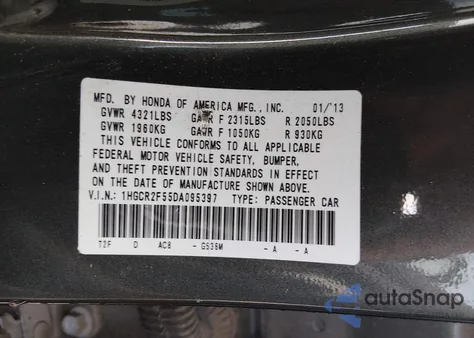 MFD. BY HONDA OF AMERICA MFG., INC. 01/'13
GVWR 4321LBS GAWR F 2315LBS R 2050LBS
GVWR 1960KG GAWR F 1050KG R 930KG
THIS VEHICLE CONFORMS TO ALL APPLICABLE
FEDERAL MOTOR VEHICLE SAFETY, BUMPER,
AND THEFT PREVENTION STANDARDS IN EFFECT
ON THE DATE OF MANUFACTURE SHOWN ABOVE.
V.I.N.: 1HGCR2F55DA095397 TYPE: PASSENGER CAR
T2F D AC8 - G536M - A - A
autoSnap